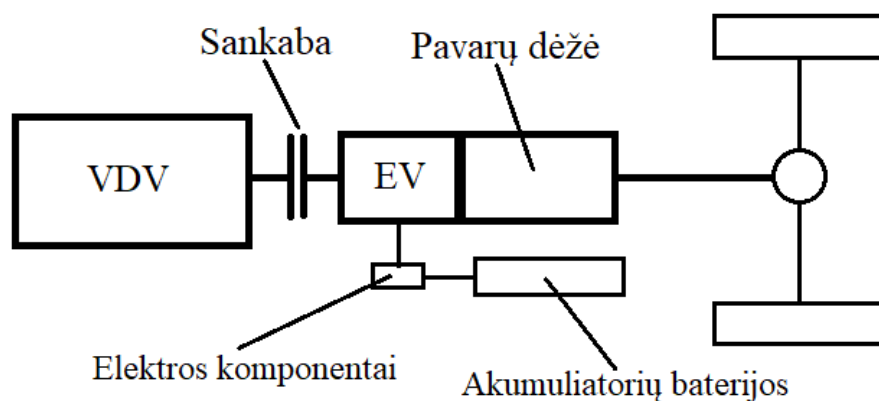 Sankaba
Pavarų dėžė
VDV
EV
Elektros komponentai
Akumuliatorių baterijos